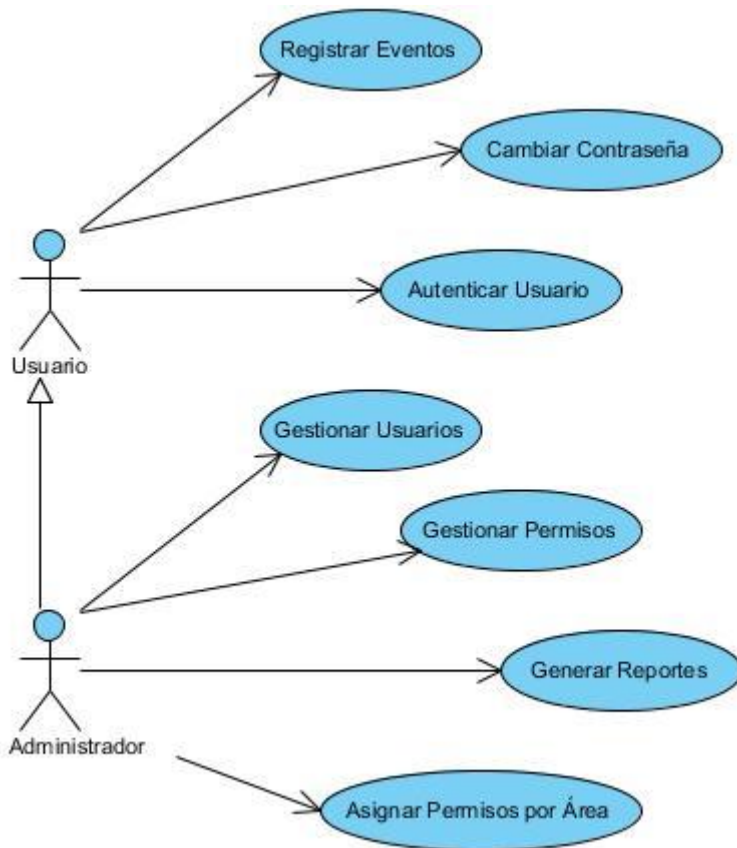 Registrar Eventos
Cambiar Contraseña
Autenticar Usuario
Usuario
Gestionar Usuarios
Gestionar Permisos
Generar Reportes
Administrador
Asignar Permisos por Área